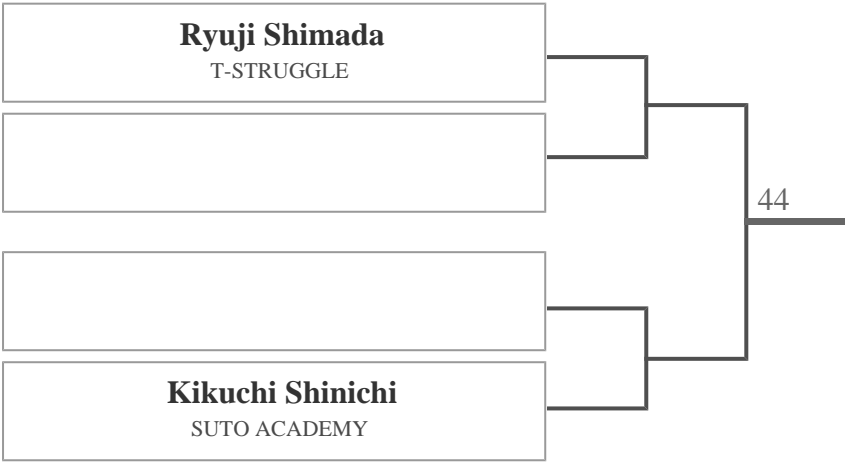 Ryuji Shimada
T-STRUGGLE
44
Kikuchi Shinichi
SUTO ACADEMY